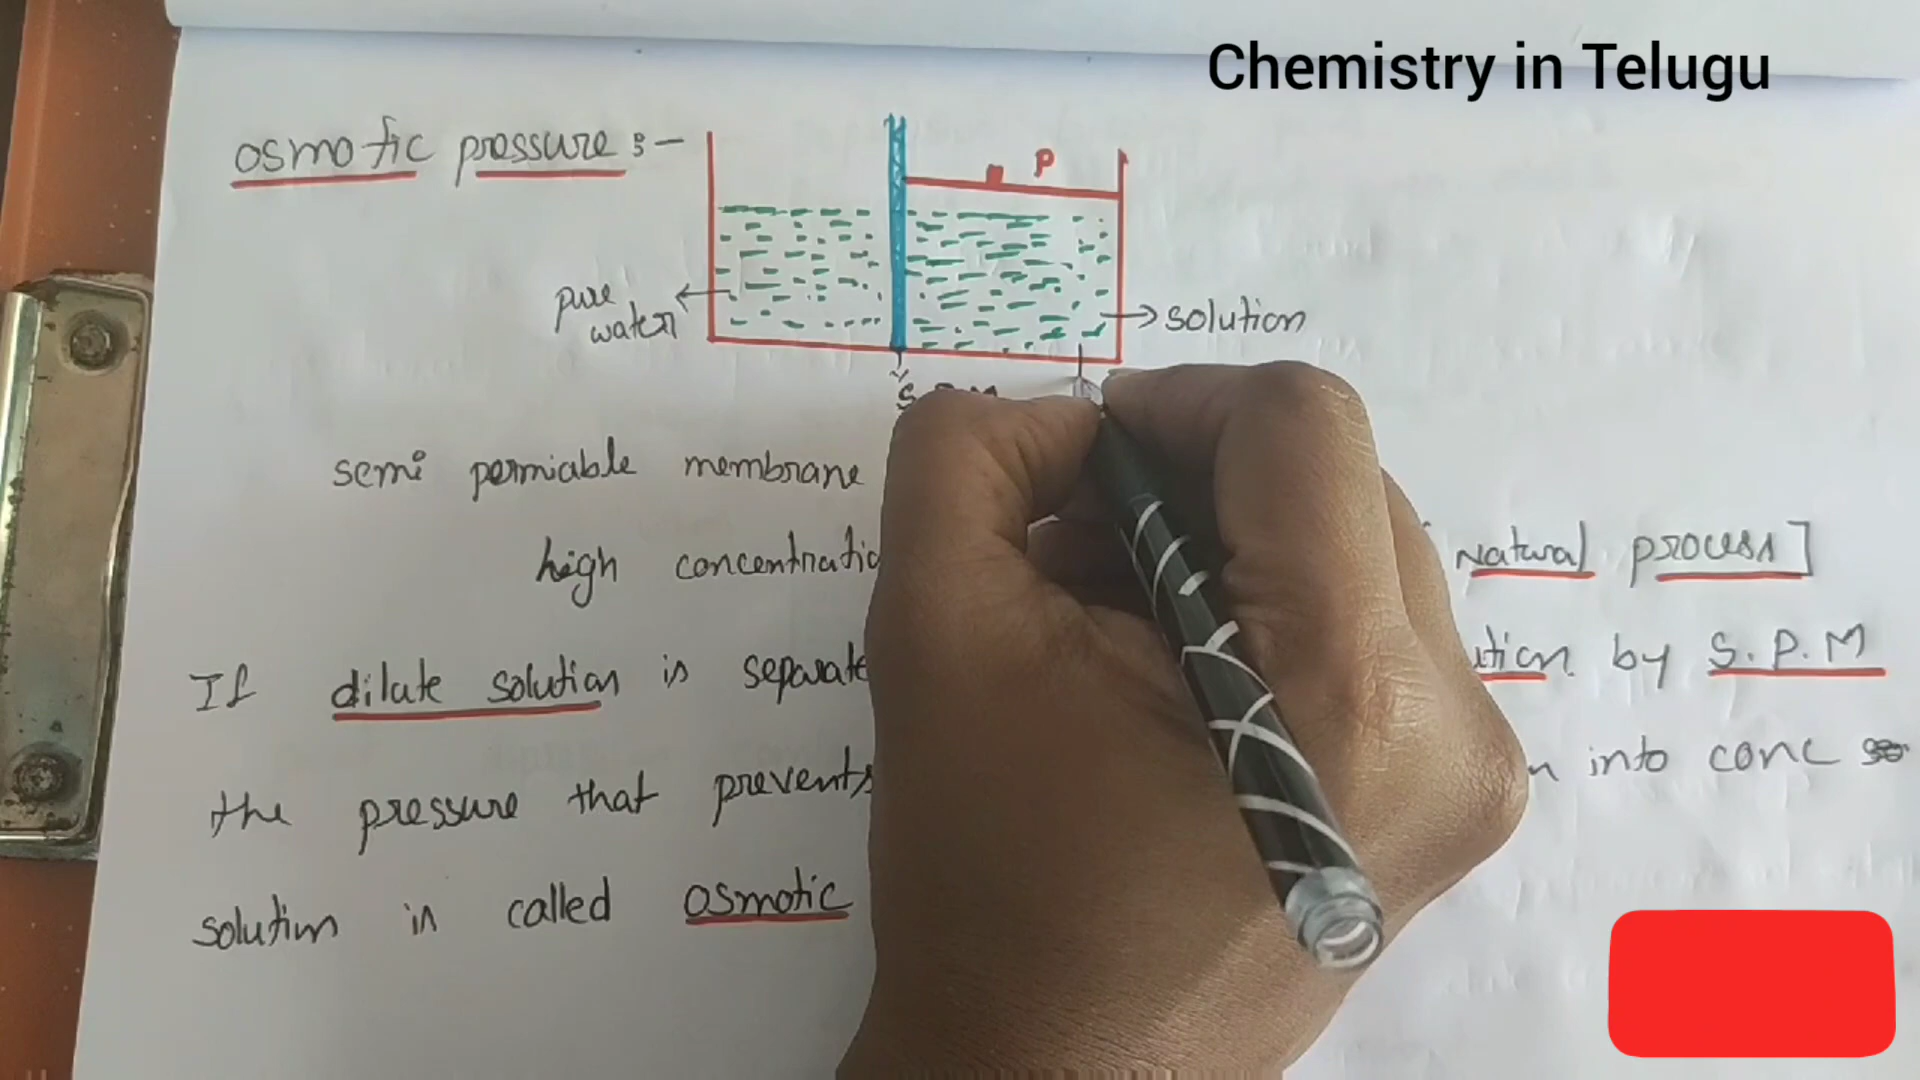 Chemistry in Telugu
osmotic pressure :-
P
pure
water
solution
semi permiable membrane
high concentratio
Natural process]
If dilute solution is separate
ution by S.P.M
the pressure that prevents
n into conc
solution is called osmotic